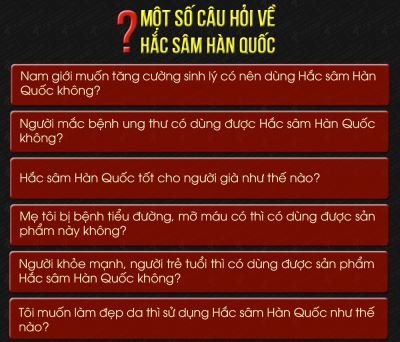 ? MỘT SỐ CÂU HỎI VỀ
HẮC SÂM HÀN QUỐC
Nam giới muốn tăng cường sinh lý có nên dùng Hắc sâm Hàn
Quốc không?
Người mắc bệnh ung thư có dùng được Hắc sâm Hàn Quốc
không?
Hắc sâm Hàn Quốc tốt cho người già như thế nào?
Mẹ tôi bị bệnh tiểu đường, mỡ máu có thì có dùng được sản
phẩm này không?
Người khỏe mạnh, người trẻ tuổi thì có dùng được sản phẩm
Hắc sâm Hàn Quốc không?
Tôi muốn làm đẹp da thì sử dụng Hắc sâm Hàn Quốc như thế
nào?